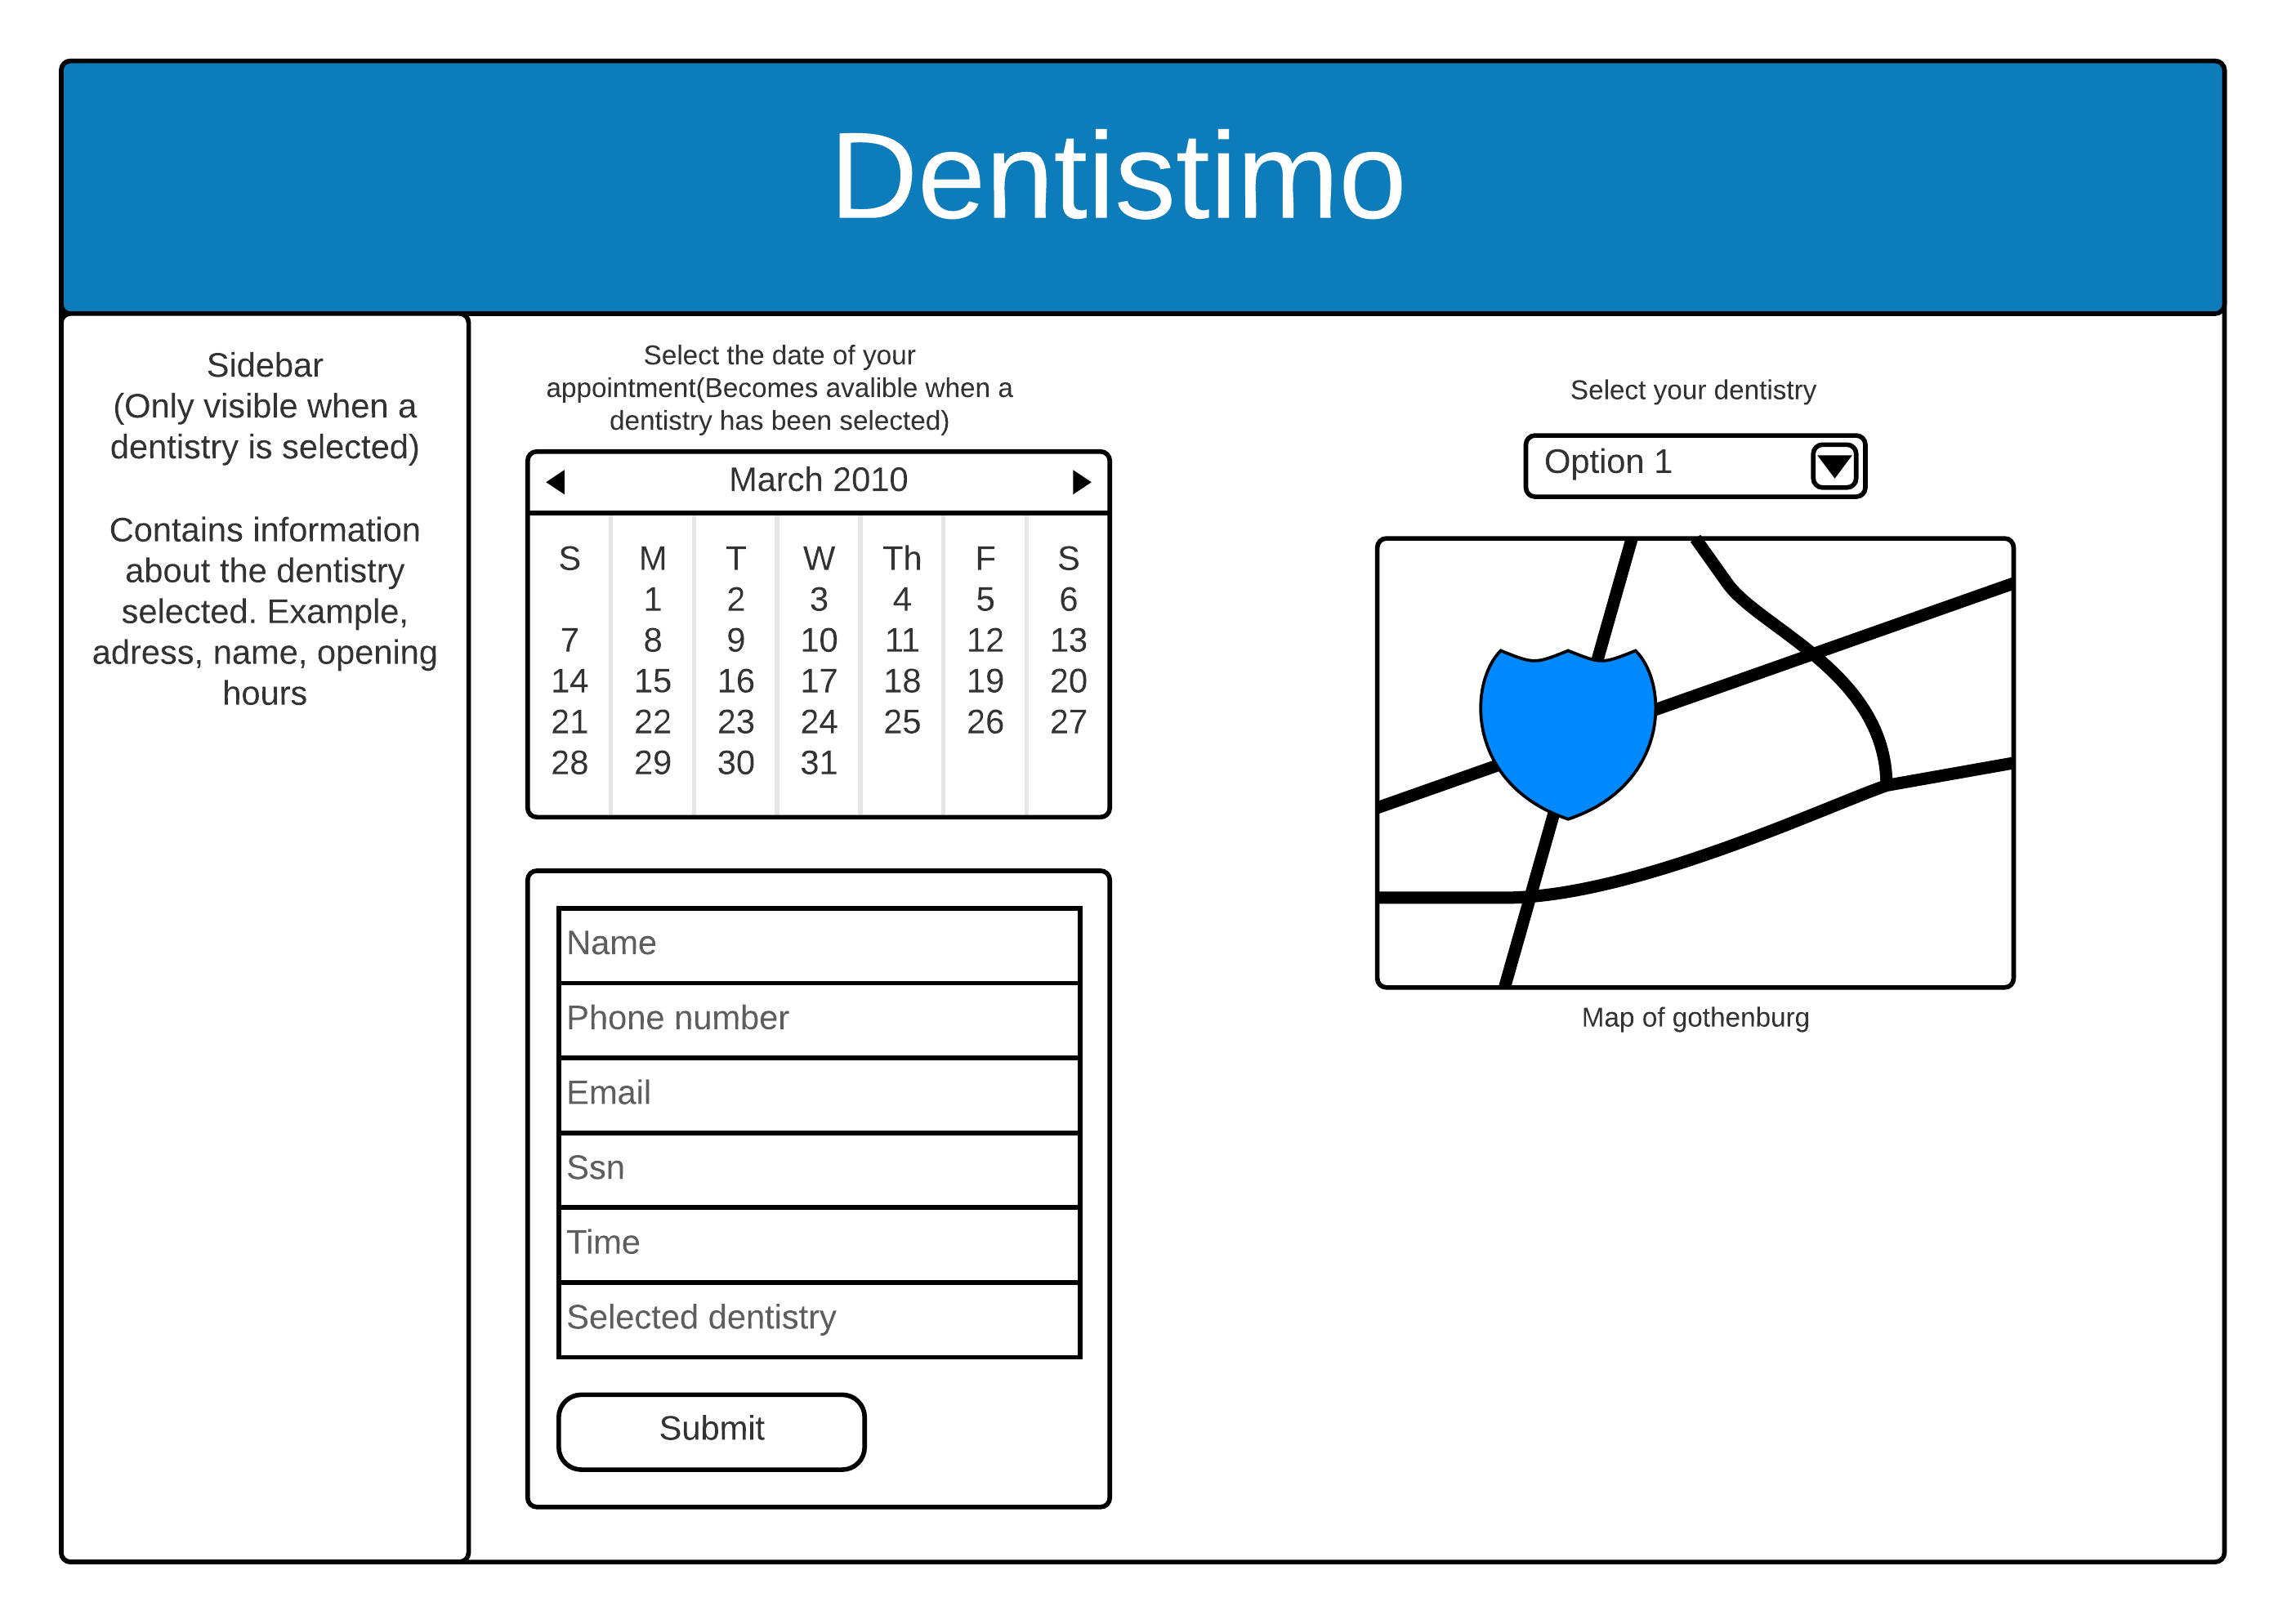 Dentistimo
Sidebar
(Only visible when a
dentistry is selected)
Contains information
about the dentistry
selected. Example,
adress, name, opening
hours
Select the date of your
appointment(Becomes avalible when a
dentistry has been selected)
March 2010
S M T W Th F S
1 2 3 4 5 6
7 8 9 10 11 12 13
14 15 16 17 18 19 20
21 22 23 24 25 26 27
28 29 30 31
Name
Phone number
Email
Ssn
Time
Selected dentistry
Submit
Select your dentistry
Option 1
Map of gothenburg